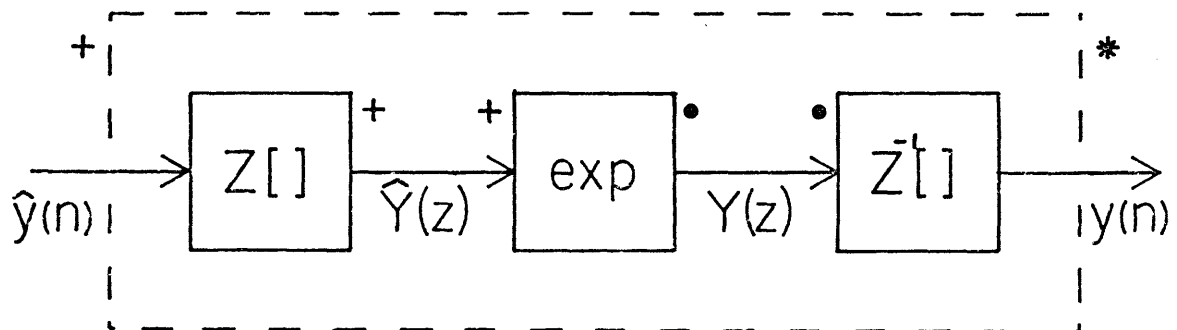 + *
+ + • •
Z[ ] exp Z⁻¹[ ]
ŷ(n) Ŷ(z) Y(z) y(n)